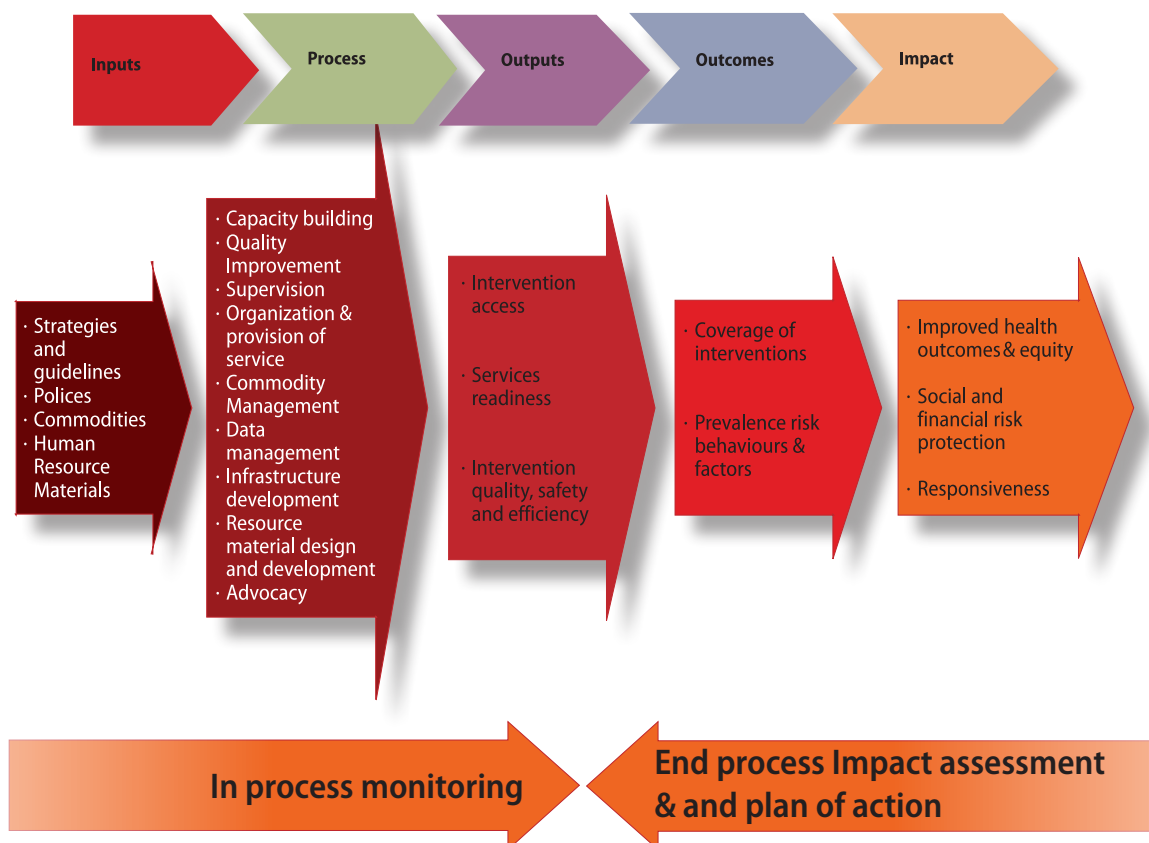 Inputs
Process
Outputs
Outcomes
Impact
· Strategies
and
guidelines
· Polices
· Commodities
· Human
Resource
Materials
· Capacity building
· Quality
Improvement
· Supervision
· Organization &
provision of
service
· Commodity
Management
· Data
management
· Infrastructure
development
· Resource
material design
and development
· Advocacy
· Intervention
access
· Services
readiness
· Intervention
quality, safety
and efficiency
· Coverage of
interventions
· Prevalence risk
behaviours &
factors
· Improved health
outcomes & equity
· Social and
financial risk
protection
· Responsiveness
In process monitoring
End process Impact assessment
& and plan of action